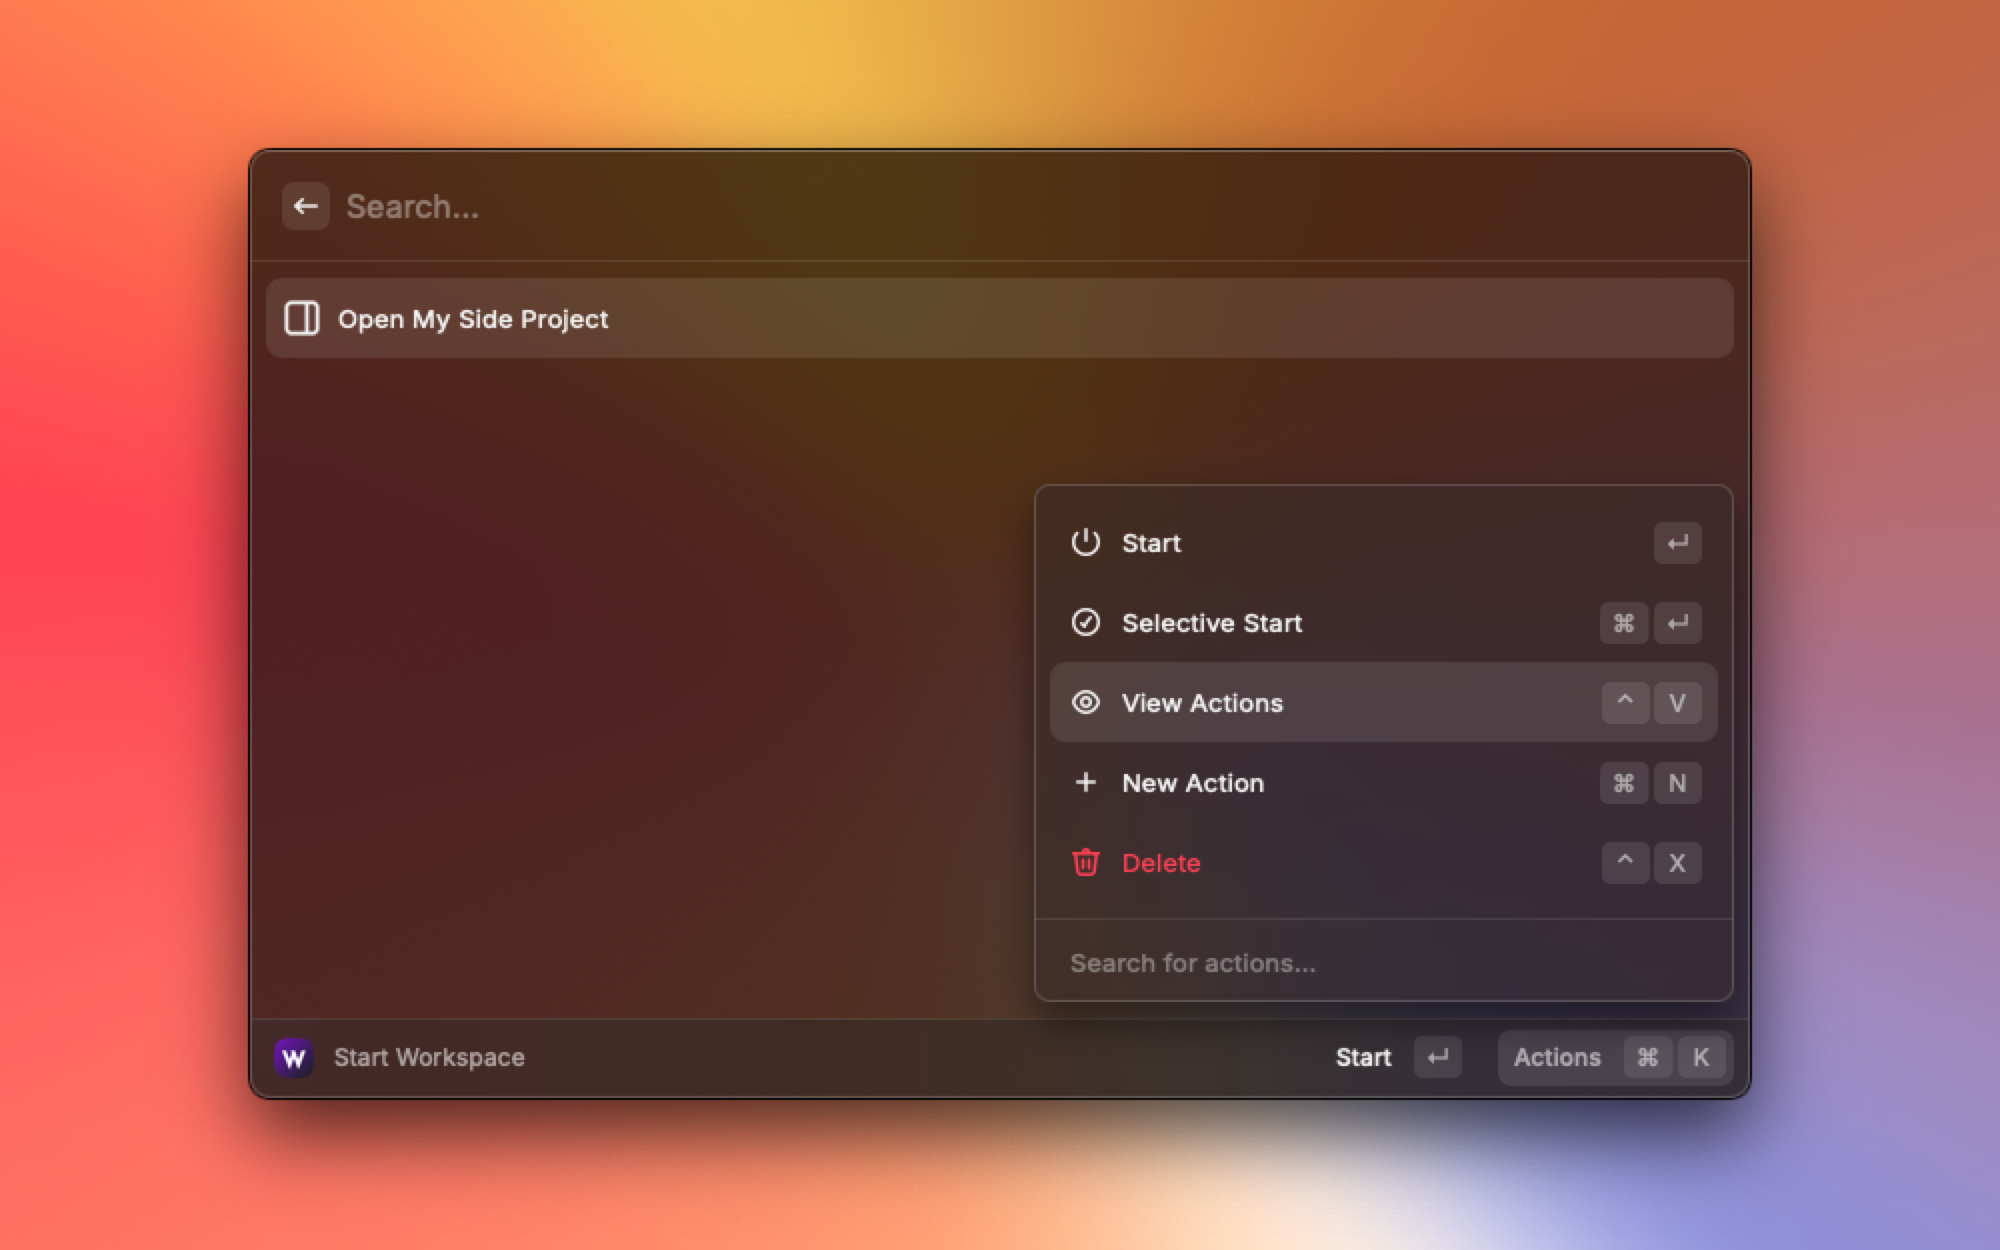 Search...
Open My Side Project
Start ↵
Selective Start ⌘ ↵
View Actions ^ V
New Action ⌘ N
Delete ^ X
Search for actions...
W Start Workspace Start ↵ Actions ⌘ K